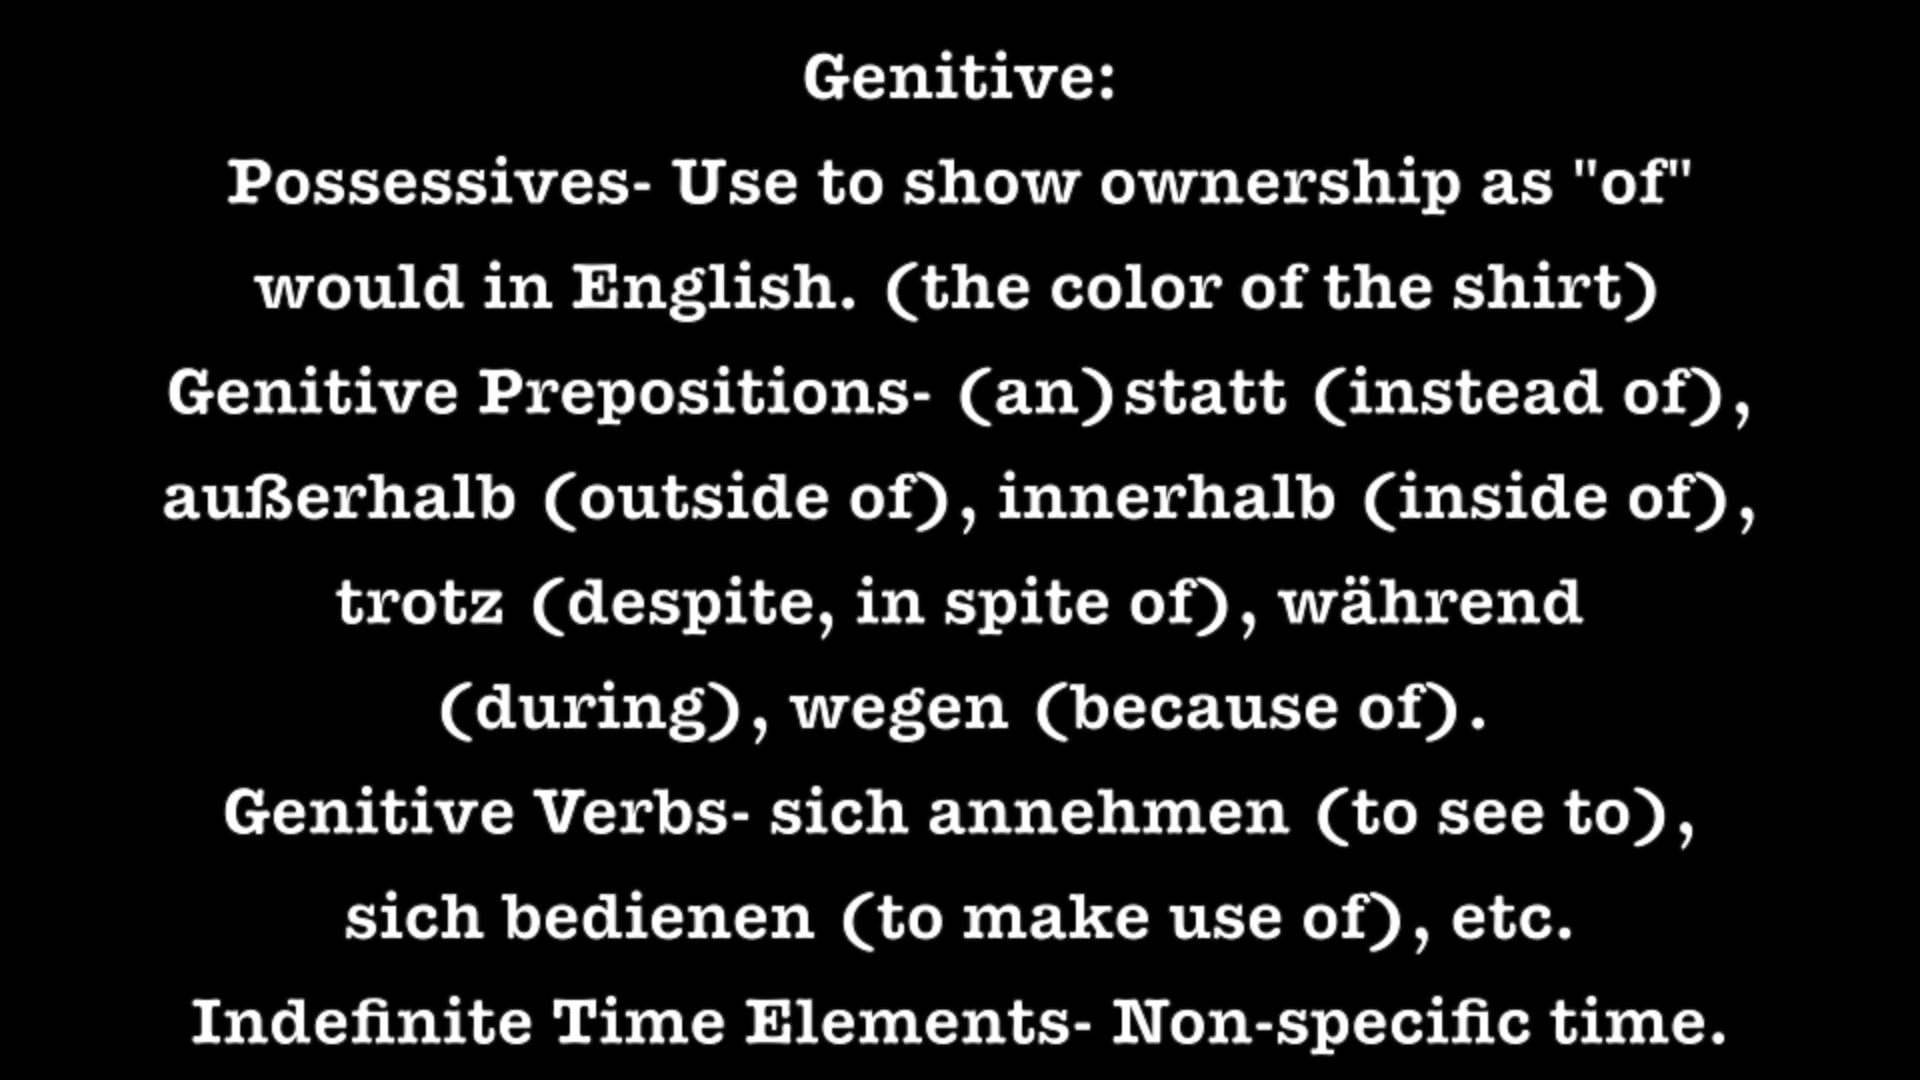 Genitive:
Possessives- Use to show ownership as "of"
would in English. (the color of the shirt)
Genitive Prepositions- (an)statt (instead of),
außerhalb (outside of), innerhalb (inside of),
trotz (despite, in spite of), während
(during), wegen (because of).
Genitive Verbs- sich annehmen (to see to),
sich bedienen (to make use of), etc.
Indefinite Time Elements- Non-specific time.